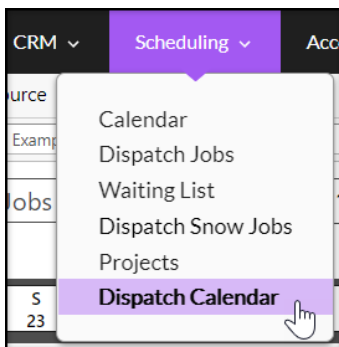 CRM Scheduling Acc
ource
Examp
Jobs
Calendar
Dispatch Jobs
Waiting List
Dispatch Snow Jobs
Projects
Dispatch Calendar
S
23